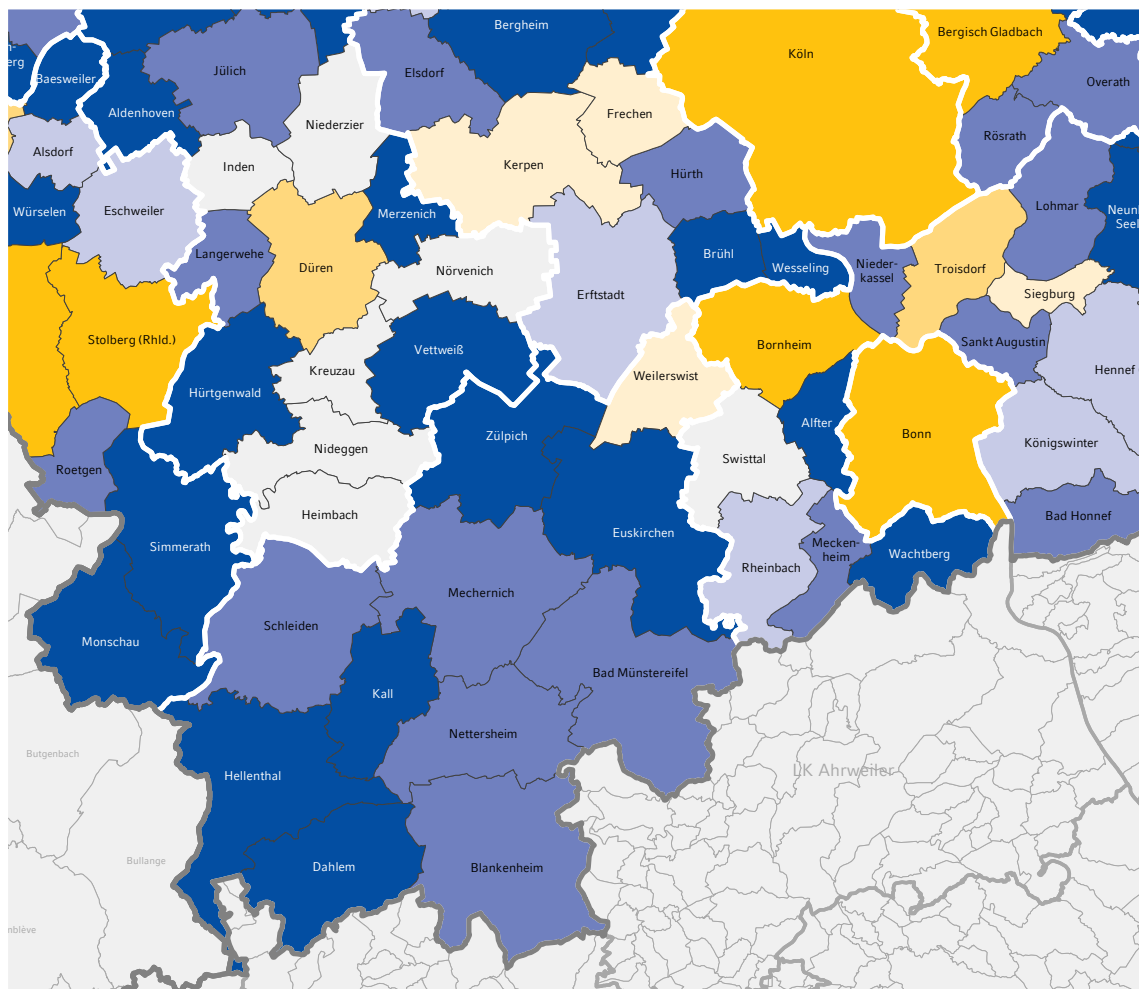 Bergheim
Bergisch Gladbach
Köln
Baesweiler
Jülich
Elsdorf
Overath
Aldenhoven
Niederzier
Frechen
Rösrath
Alsdorf
Inden
Kerpen
Hürth
Lohmar
Würselen
Eschweiler
Merzenich
Langerwehe
Düren
Nörvenich
Brühl
Wesseling
Nieder-
kassel
Troisdorf
Siegburg
Erftstadt
Stolberg (Rhld.)
Vettweiß
Bornheim
Sankt Augustin
Hürtgenwald
Kreuzau
Weilerswist
Hennef
Nideggen
Zülpich
Alfter
Bonn
Königswinter
Roetgen
Swisttal
Heimbach
Bad Honnef
Simmerath
Euskirchen
Mecken-
heim
Wachtberg
Rheinbach
Mechernich
Monschau
Schleiden
Bad Münstereifel
Kall
Nettersheim
Butgenbach
Hellenthal
LK Ahrweiler
Bullange
Dahlem
Blankenheim